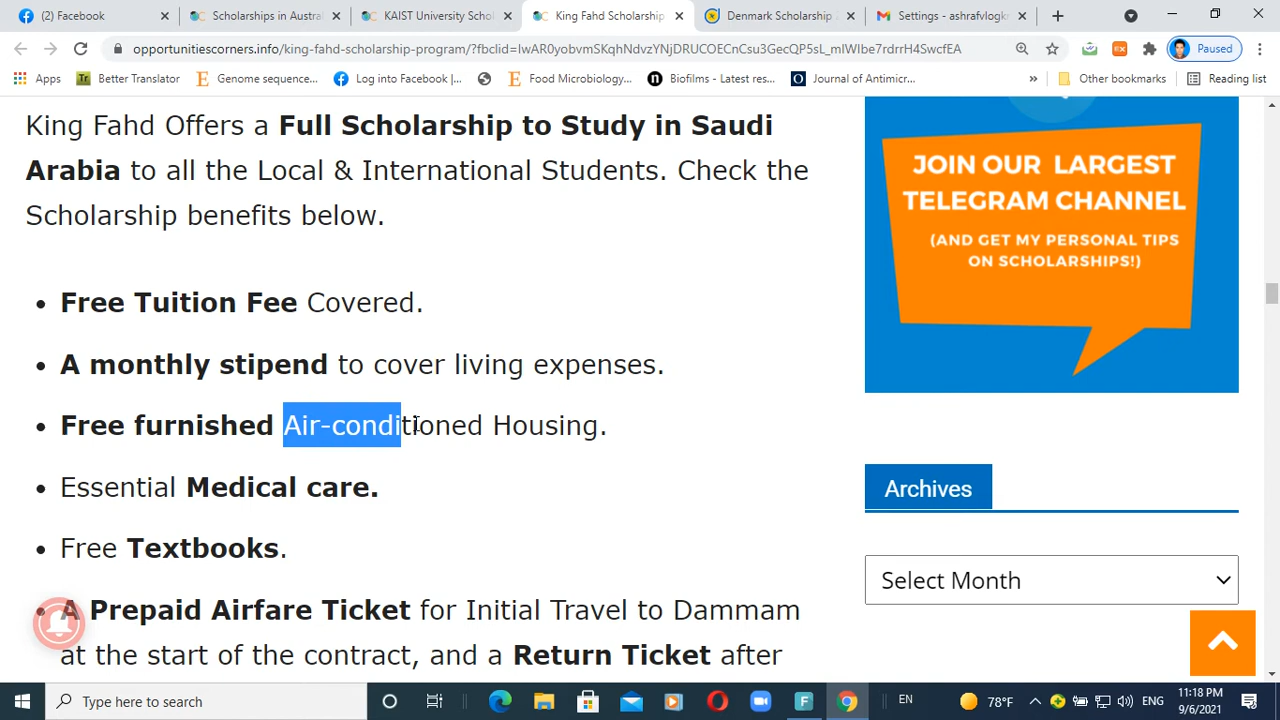 (2) Facebook
Scholarships in Austra
KAIST University Scho
King Fahd Scholarship
Denmark Scholarship
Settings - ashrafvlogk
opportunitiescorners.info/king-fahd-scholarship-program/?fbclid=IwAR0yobvmSKqhNdvzYNjDRUCOECnCsu3GecQP5sL_mIWIbe7rdrrH4SwcfEA
Paused
Apps
Better Translator
Genome sequence...
Log into Facebook |...
Food Microbiology,...
Biofilms - Latest res...
Journal of Antimicr...
»
Other bookmarks
Reading list
King Fahd Offers a Full Scholarship to Study in Saudi
Arabia to all the Local & International Students. Check the
Scholarship benefits below.
• Free Tuition Fee Covered.
• A monthly stipend to cover living expenses.
• Free furnished Air-conditioned Housing.
• Essential Medical care.
• Free Textbooks.
• A Prepaid Airfare Ticket for Initial Travel to Dammam
at the start of the contract, and a Return Ticket after
JOIN OUR LARGEST
TELEGRAM CHANNEL
(AND GET MY PERSONAL TIPS
ON SCHOLARSHIPS!)
Archives
Select Month
Type here to search
EN
78°F
ENG
11:18 PM
9/6/2021